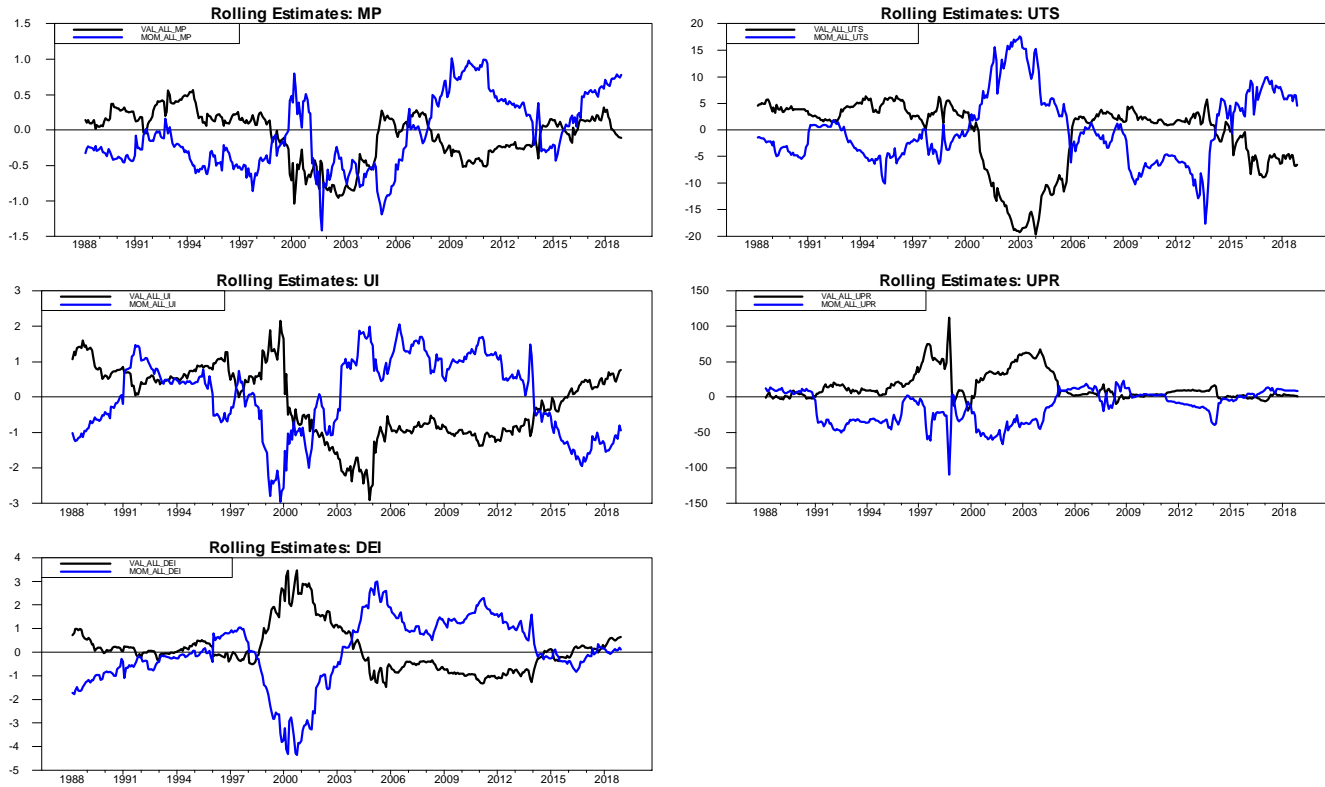 Rolling Estimates: MP
VAL_ALL_MP
MOM_ALL_MP
1.5
1.0
0.5
0.0
-0.5
-1.0
-1.5
1988 1991 1994 1997 2000 2003 2006 2009 2012 2015 2018
Rolling Estimates: UTS
VAL_ALL_UTS
MOM_ALL_UTS
20
15
10
5
0
-5
-10
-15
-20
1988 1991 1994 1997 2000 2003 2006 2009 2012 2015 2018
Rolling Estimates: UI
VAL_ALL_UI
MOM_ALL_UI
3
2
1
0
-1
-2
-3
1988 1991 1994 1997 2000 2003 2006 2009 2012 2015 2018
Rolling Estimates: UPR
VAL_ALL_UPR
MOM_ALL_UPR
150
100
50
0
-50
-100
-150
1988 1991 1994 1997 2000 2003 2006 2009 2012 2015 2018
Rolling Estimates: DEI
VAL_ALL_DEI
MOM_ALL_DEI
4
3
2
1
0
-1
-2
-3
-4
-5
1988 1991 1994 1997 2000 2003 2006 2009 2012 2015 2018